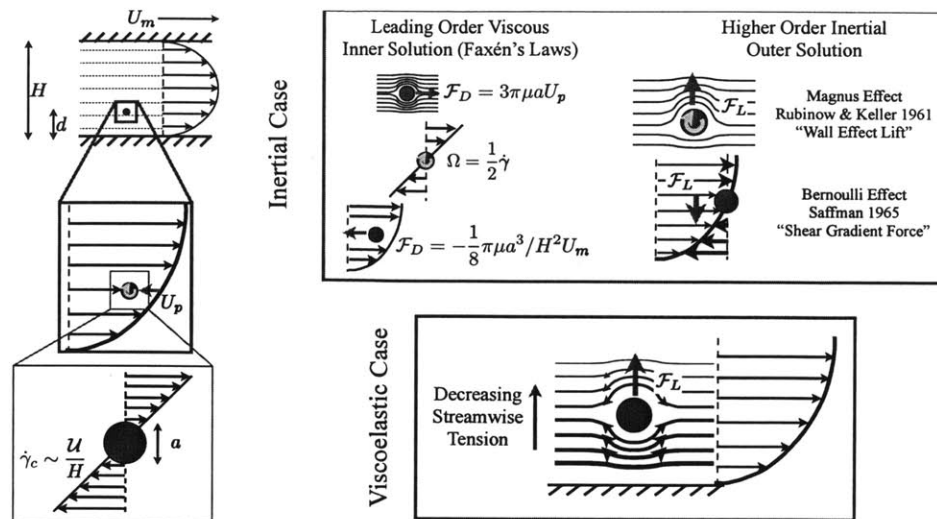 U_m
H
d
U_p
γ̇_c ∼ 𝒰/H
a
Inertial Case
Leading Order Viscous
Inner Solution (Faxén's Laws)
ℱ_D = 3πμaU_p
Ω = 1/2 γ̇
ℱ_D = −1/8 πμa³/H²U_m
Higher Order Inertial
Outer Solution
ℱ_L
Magnus Effect
Rubinow & Keller 1961
"Wall Effect Lift"
ℱ_L
Bernoulli Effect
Saffman 1965
"Shear Gradient Force"
Viscoelastic Case
Decreasing
Streamwise
Tension
ℱ_L